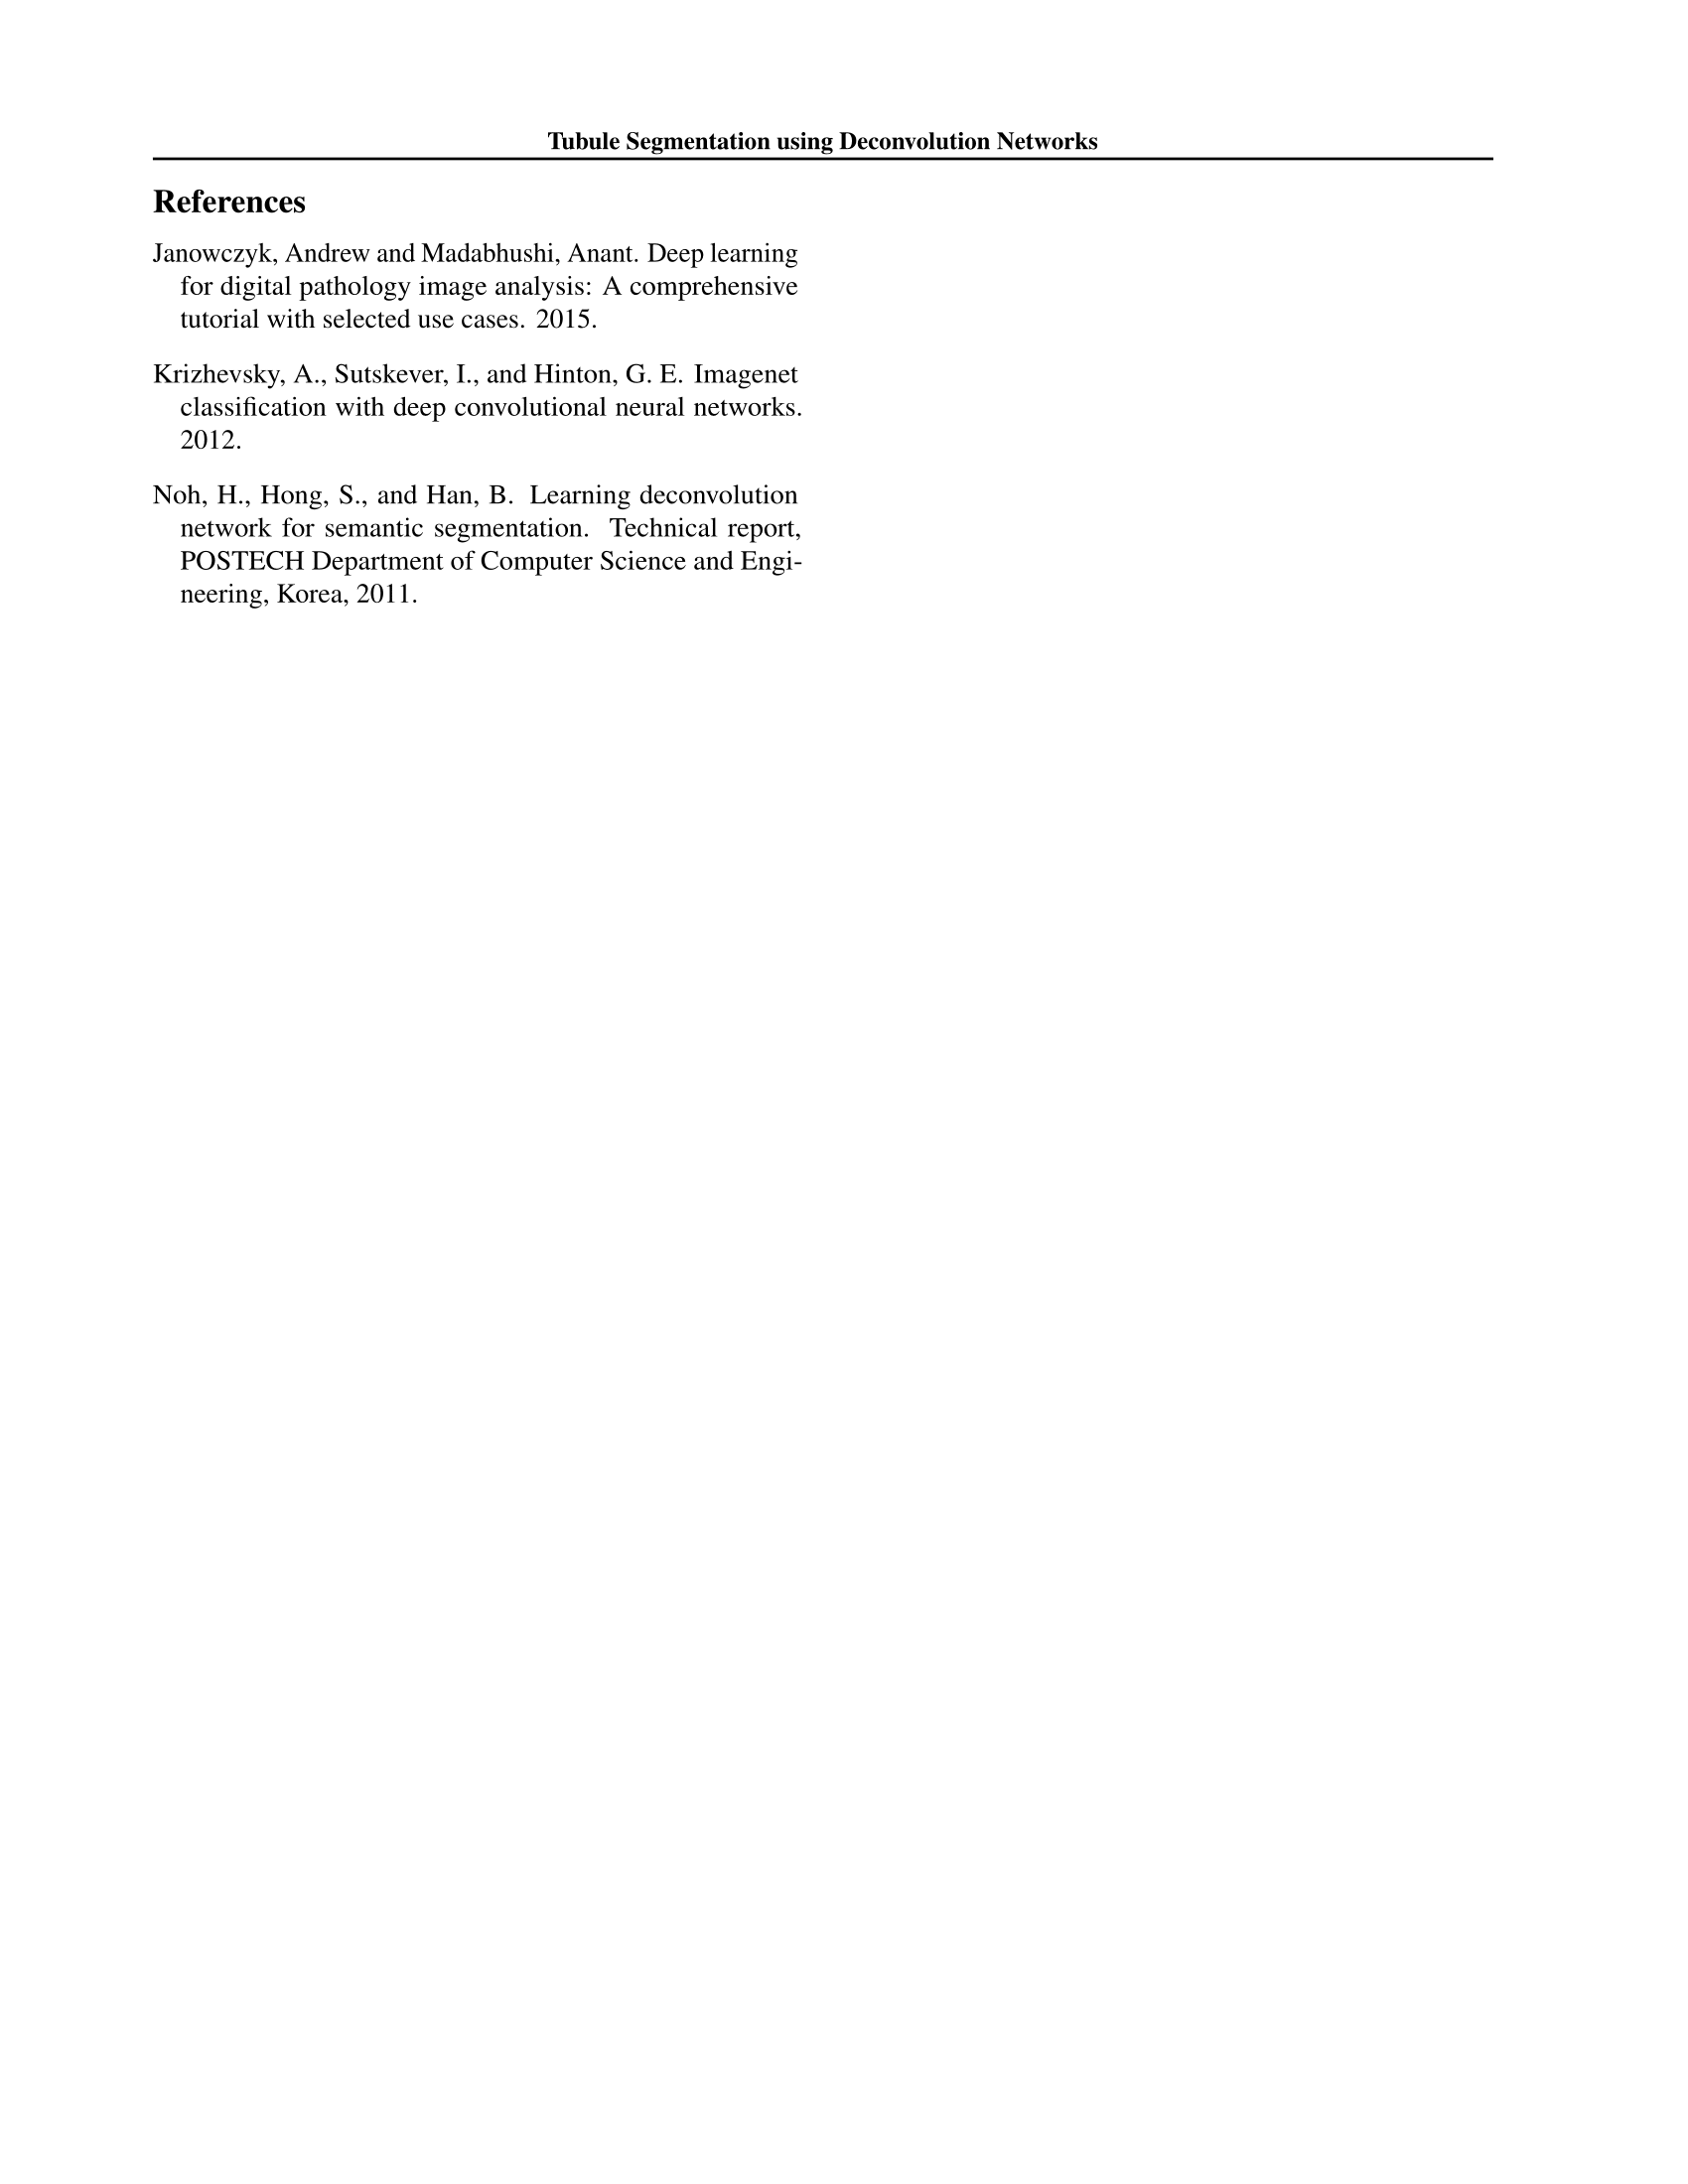 Tubule Segmentation using Deconvolution Networks
References
Janowczyk, Andrew and Madabhushi, Anant. Deep learning
for digital pathology image analysis: A comprehensive
tutorial with selected use cases. 2015.
Krizhevsky, A., Sutskever, I., and Hinton, G. E. Imagenet
classification with deep convolutional neural networks.
2012.
Noh, H., Hong, S., and Han, B. Learning deconvolution
network for semantic segmentation. Technical report,
POSTECH Department of Computer Science and Engi-
neering, Korea, 2011.